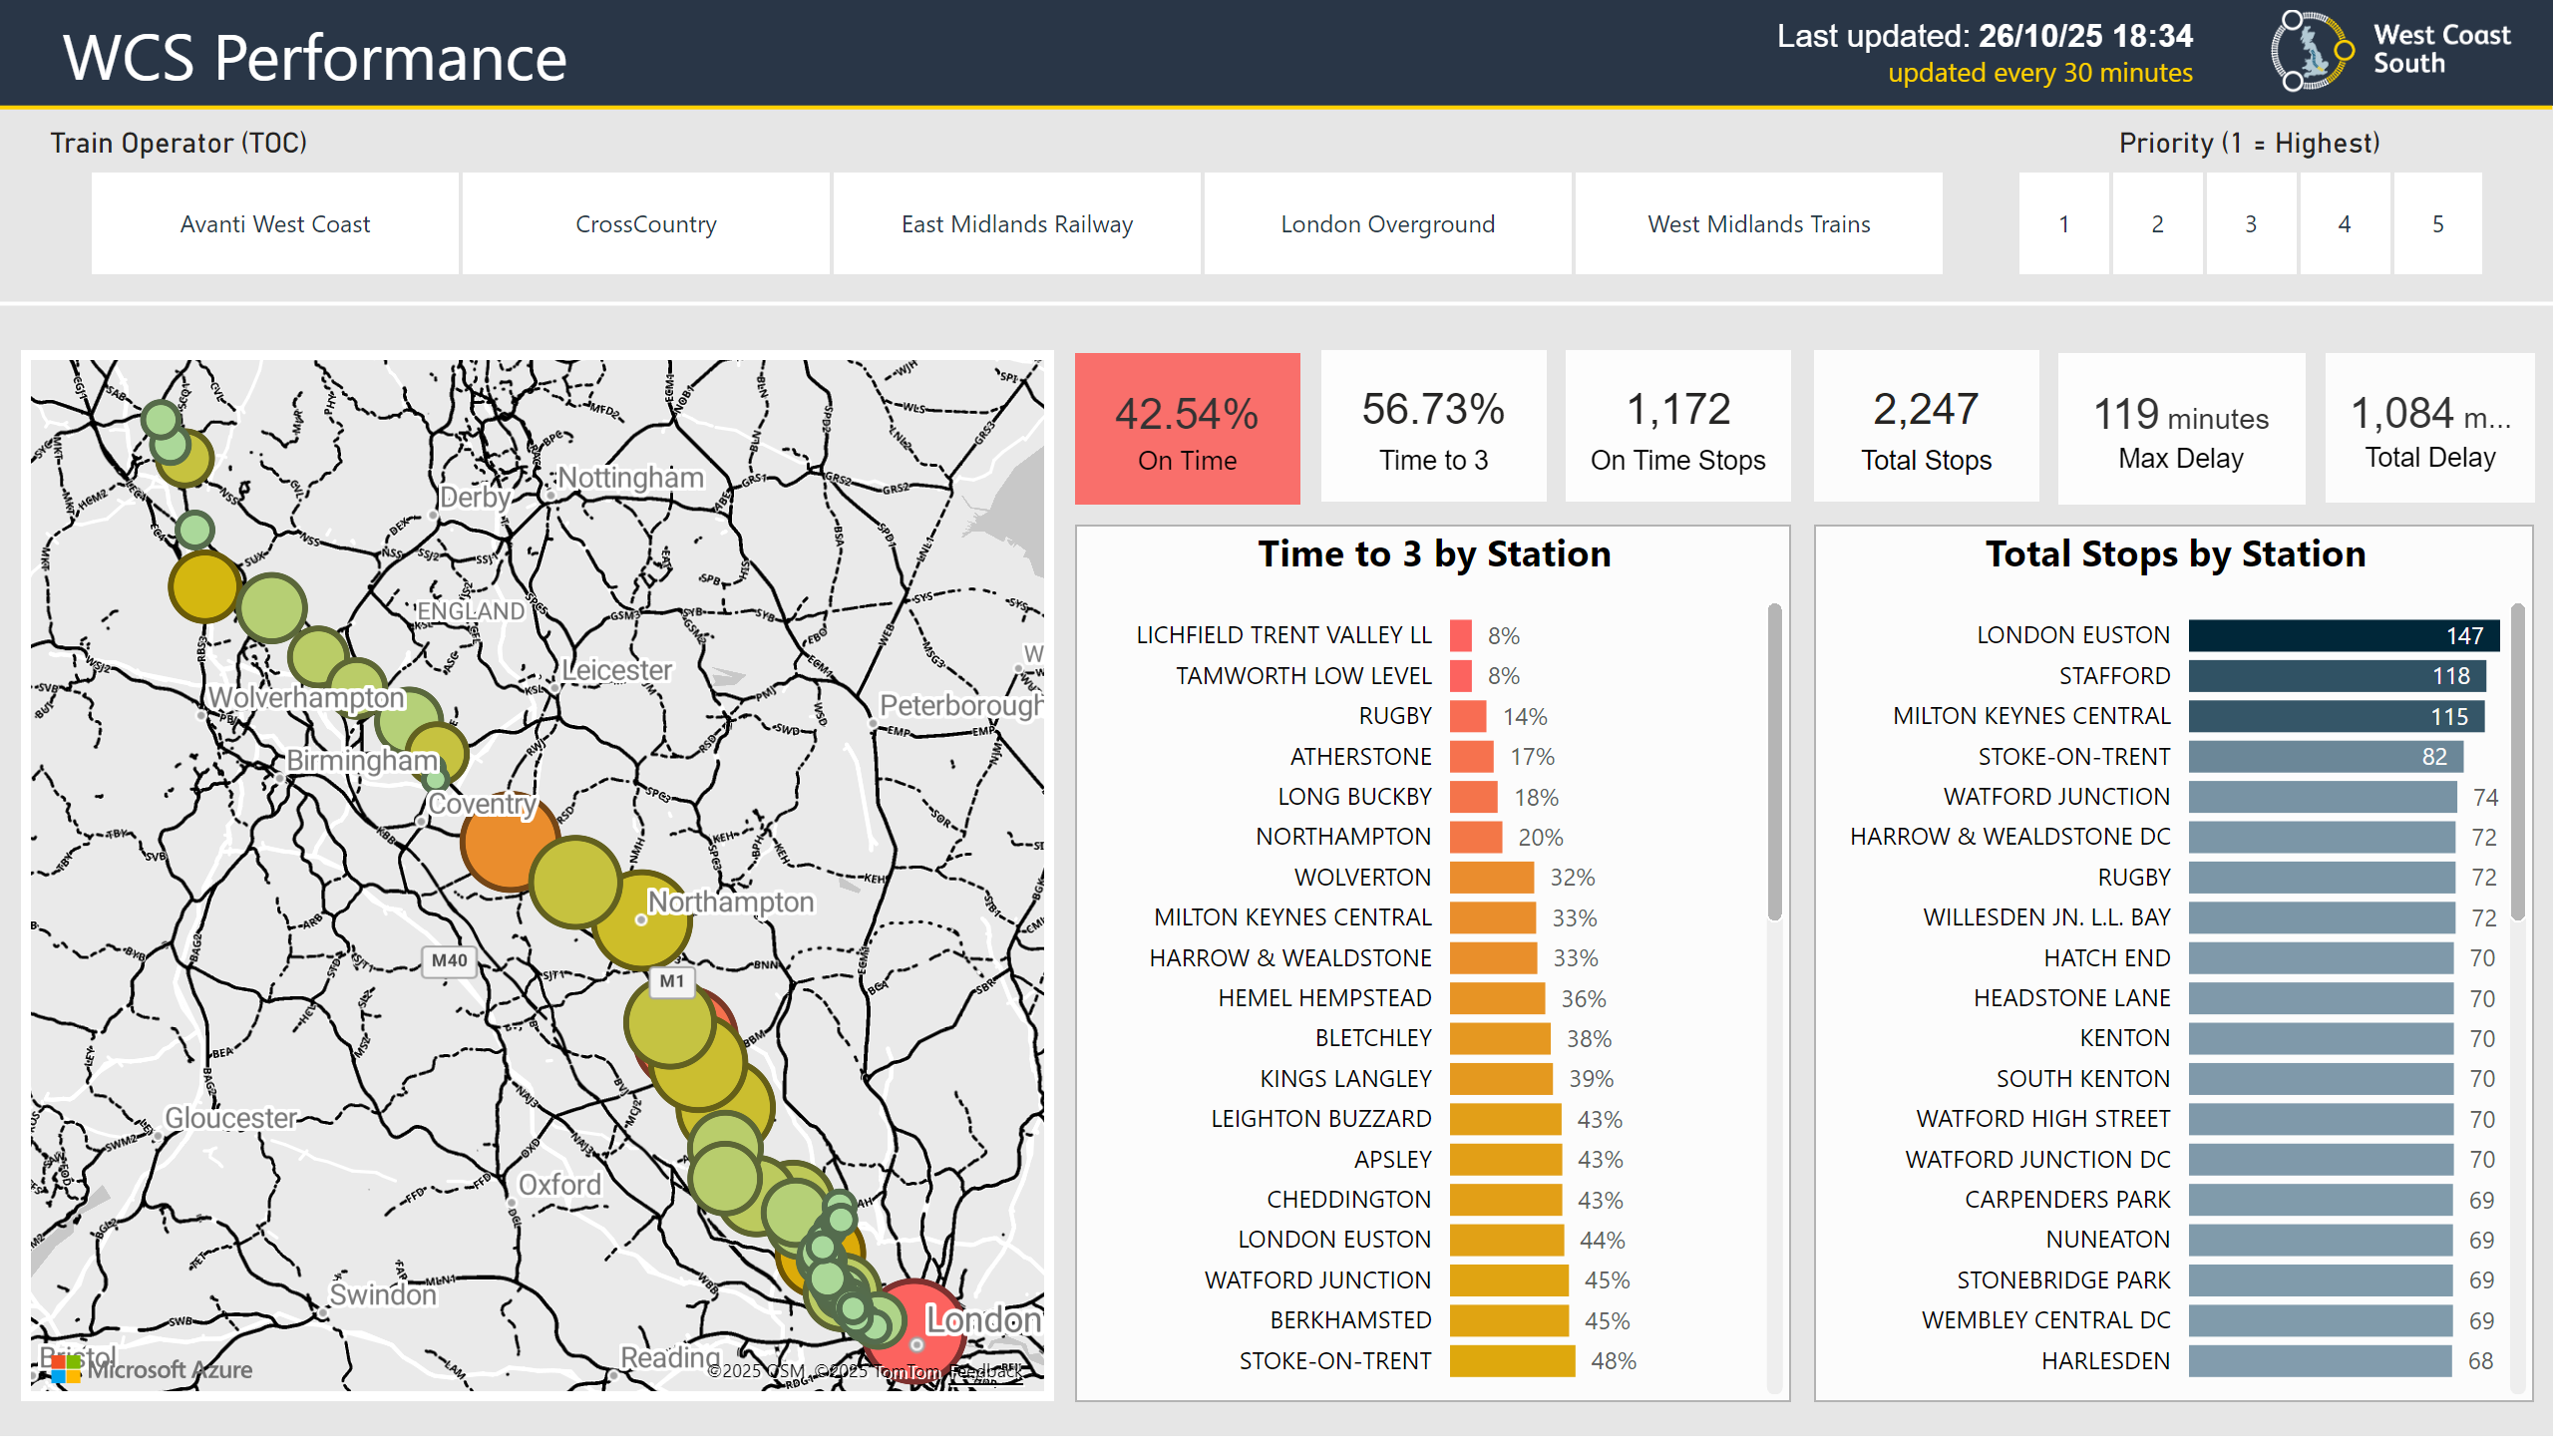 WCS Performance
Last updated: 26/10/25 18:34
updated every 30 minutes
West Coast
South
Train Operator (TOC)
Priority (1 = Highest)
Avanti West Coast
CrossCountry
East Midlands Railway
London Overground
West Midlands Trains
1
2
3
4
5
42.54%
On Time
56.73%
Time to 3
1,172
On Time Stops
2,247
Total Stops
119 minutes
Max Delay
1,084 m...
Total Delay
Nottingham
Derby
ENGLAND
Leicester
Wolverhampton
Peterborough
Birmingham
Coventry
Northampton
M40
M1
Gloucester
Oxford
Swindon
London
Reading
Bristol
Microsoft Azure
©2025 OSM, ©2025 TomTom Feedback
Time to 3 by Station
LICHFIELD TRENT VALLEY LL 8%
TAMWORTH LOW LEVEL 8%
RUGBY 14%
ATHERSTONE 17%
LONG BUCKBY 18%
NORTHAMPTON 20%
WOLVERTON 32%
MILTON KEYNES CENTRAL 33%
HARROW & WEALDSTONE 33%
HEMEL HEMPSTEAD 36%
BLETCHLEY 38%
KINGS LANGLEY 39%
LEIGHTON BUZZARD 43%
APSLEY 43%
CHEDDINGTON 43%
LONDON EUSTON 44%
WATFORD JUNCTION 45%
BERKHAMSTED 45%
STOKE-ON-TRENT 48%
Total Stops by Station
LONDON EUSTON 147
STAFFORD 118
MILTON KEYNES CENTRAL 115
STOKE-ON-TRENT 82
WATFORD JUNCTION 74
HARROW & WEALDSTONE DC 72
RUGBY 72
WILLESDEN JN. L.L. BAY 72
HATCH END 70
HEADSTONE LANE 70
KENTON 70
SOUTH KENTON 70
WATFORD HIGH STREET 70
WATFORD JUNCTION DC 70
CARPENDERS PARK 69
NUNEATON 69
STONEBRIDGE PARK 69
WEMBLEY CENTRAL DC 69
HARLESDEN 68